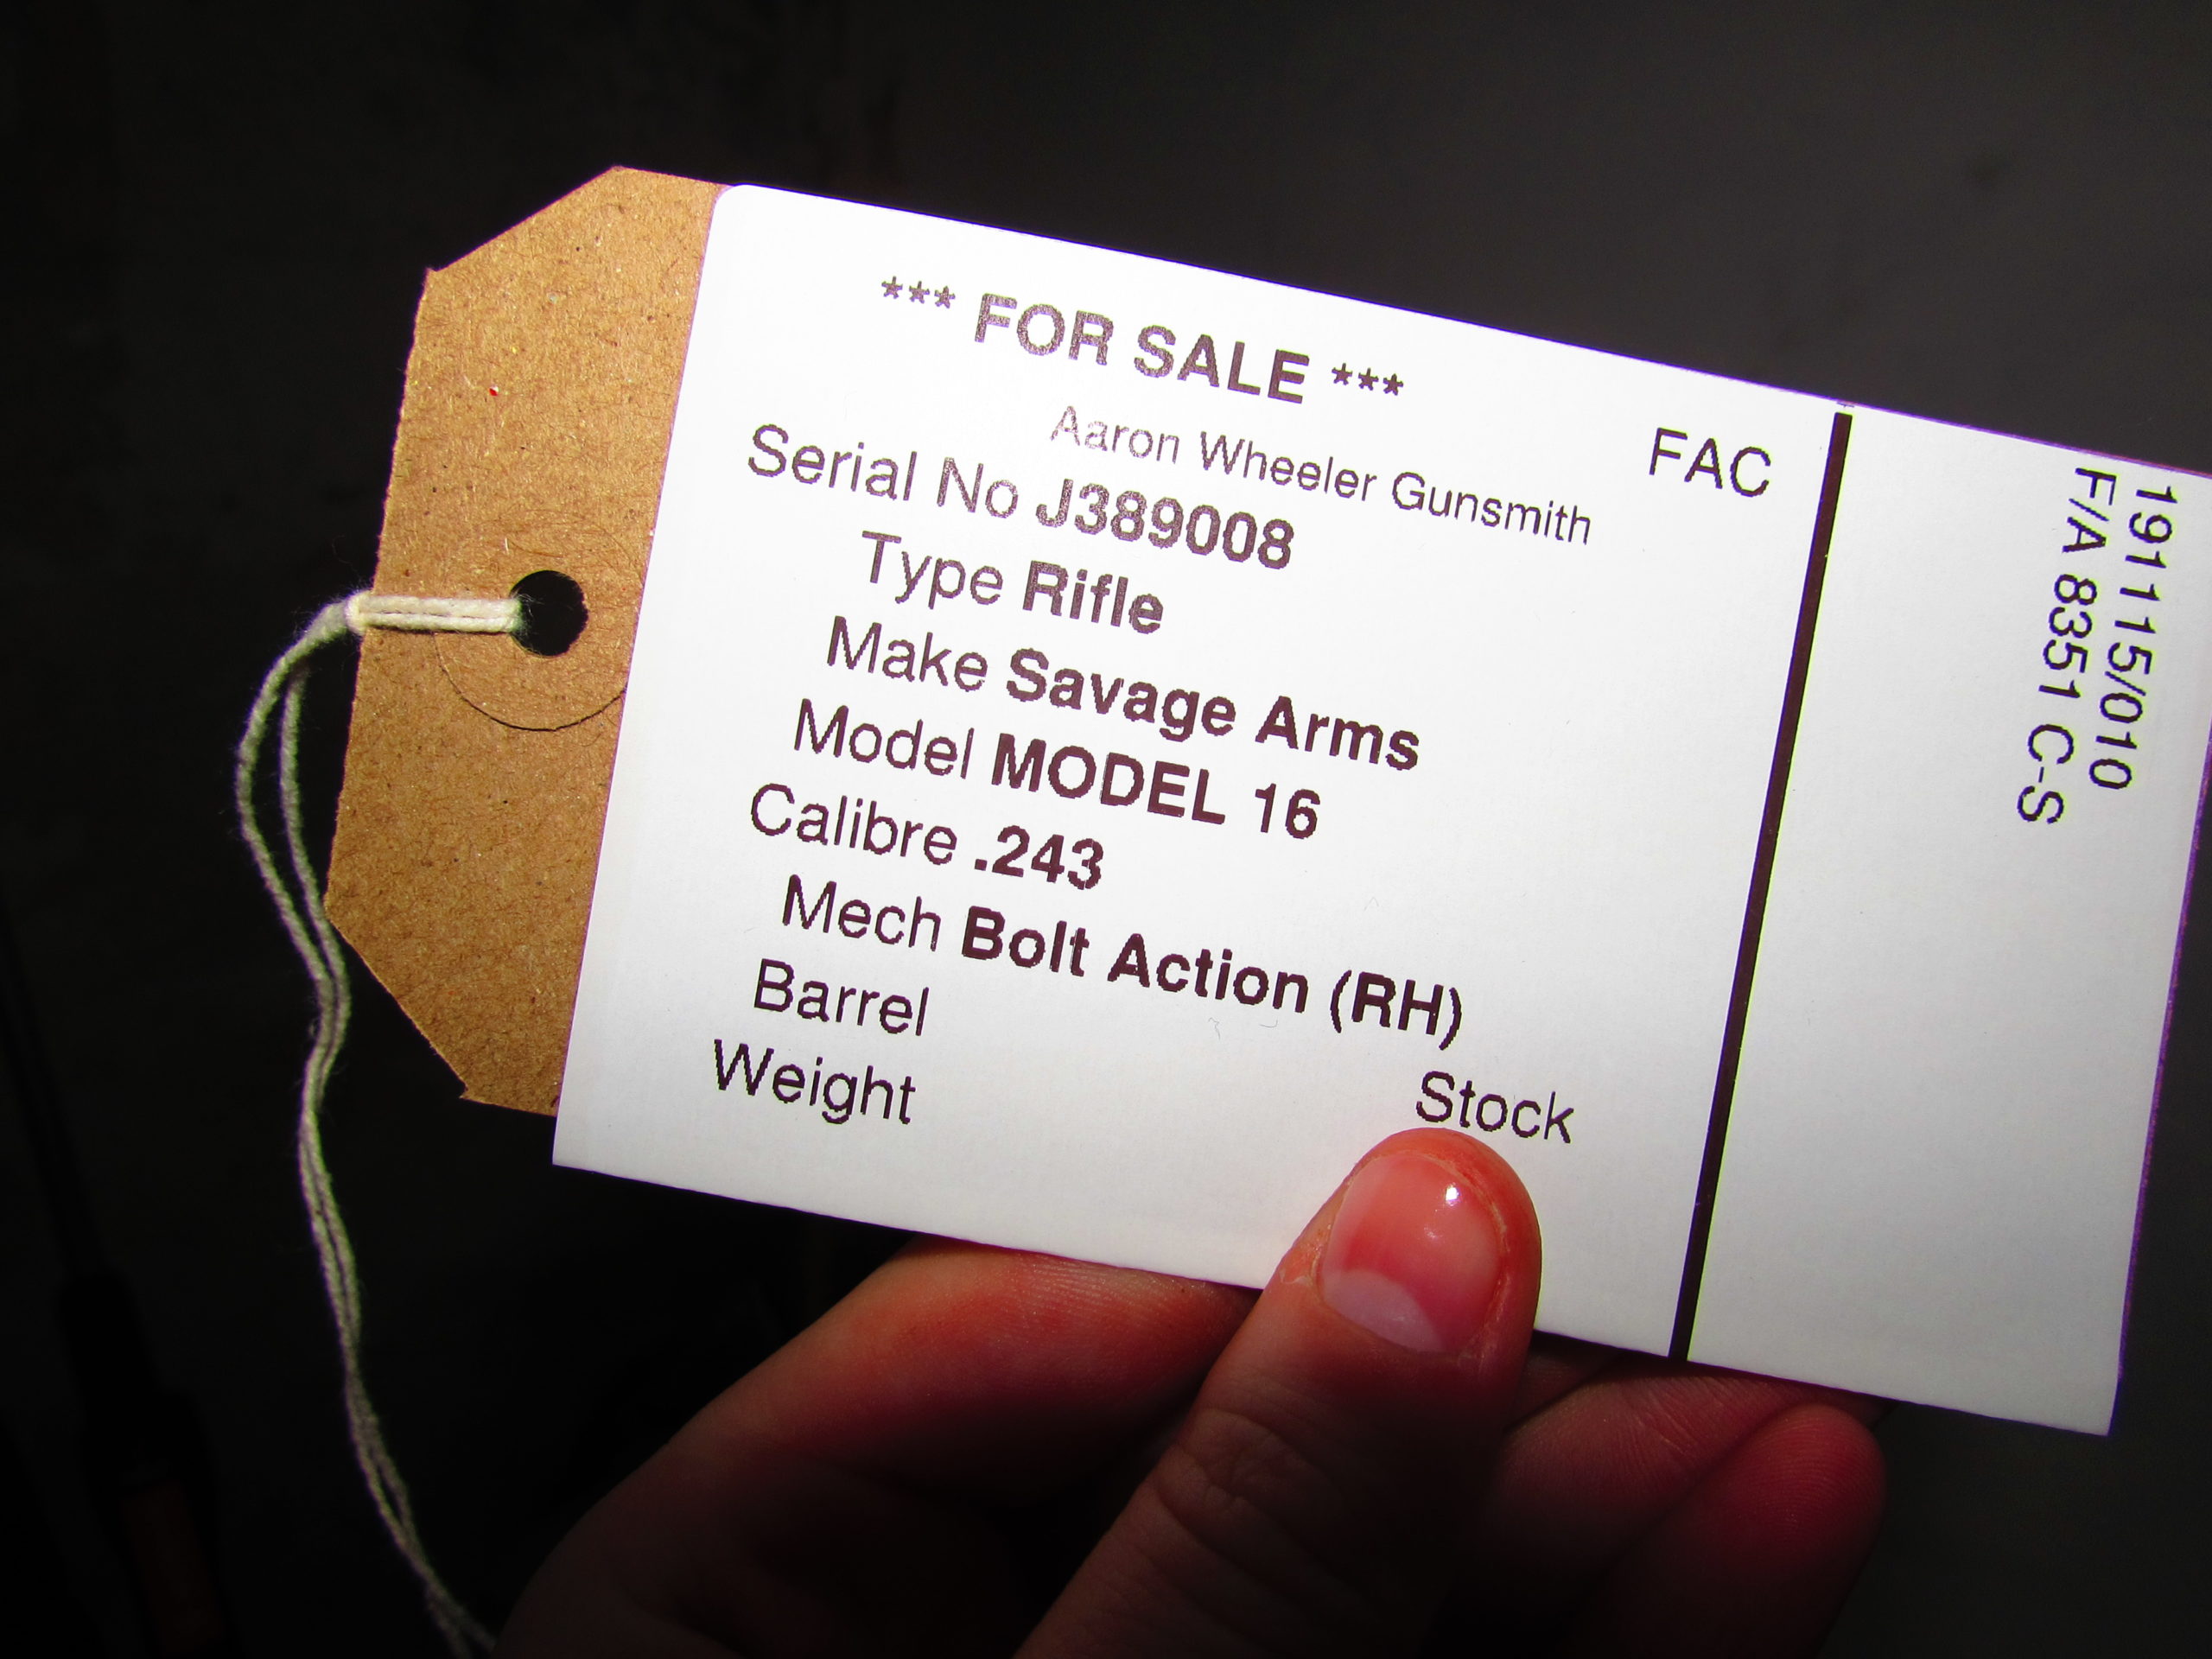 *** FOR SALE ***
Aaron Wheeler Gunsmith
FAC
Serial No J389008
Type Rifle
Make Savage Arms
Model MODEL 16
Calibre .243
Mech Bolt Action (RH)
Barrel
Stock
Weight
191115/010
F/A 8351 C-S